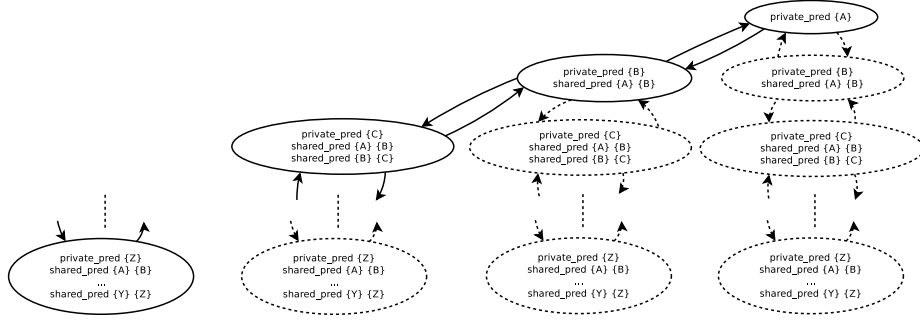 private_pred {A}
private_pred {B}
shared_pred {A} {B}
private_pred {B}
shared_pred {A} {B}
private_pred {C}
shared_pred {A} {B}
shared_pred {B} {C}
private_pred {C}
shared_pred {A} {B}
shared_pred {B} {C}
private_pred {C}
shared_pred {A} {B}
shared_pred {B} {C}
private_pred {Z}
shared_pred {A} {B}
...
shared_pred {Y} {Z}
private_pred {Z}
shared_pred {A} {B}
...
shared_pred {Y} {Z}
private_pred {Z}
shared_pred {A} {B}
...
shared_pred {Y} {Z}
private_pred {Z}
shared_pred {A} {B}
...
shared_pred {Y} {Z}